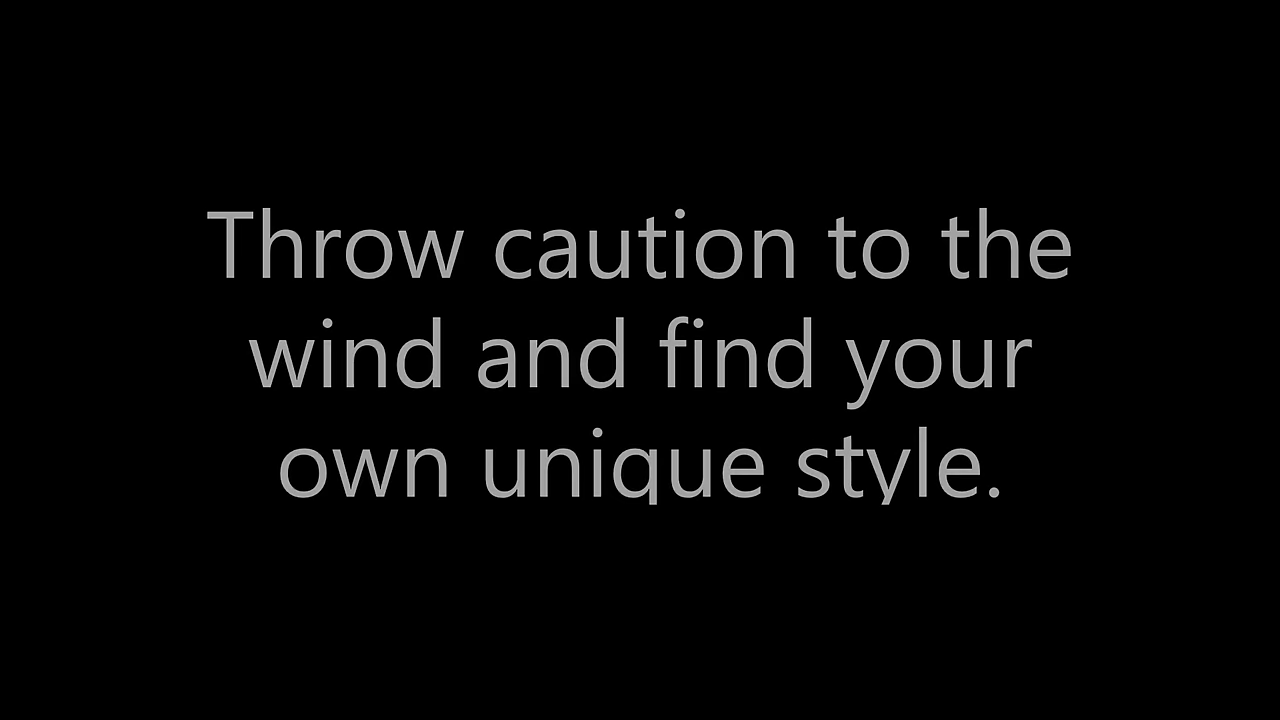 Throw caution to the
wind and find your
own unique style.